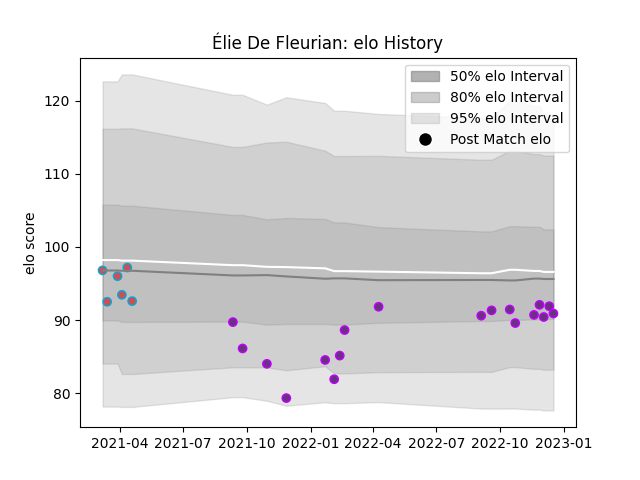 Élie De Fleurian: elo History
50% elo Interval
80% elo Interval
95% elo Interval
Post Match elo
elo score
120
110
100
90
80
2021-04 2021-07 2021-10 2022-01 2022-04 2022-07 2022-10 2023-01